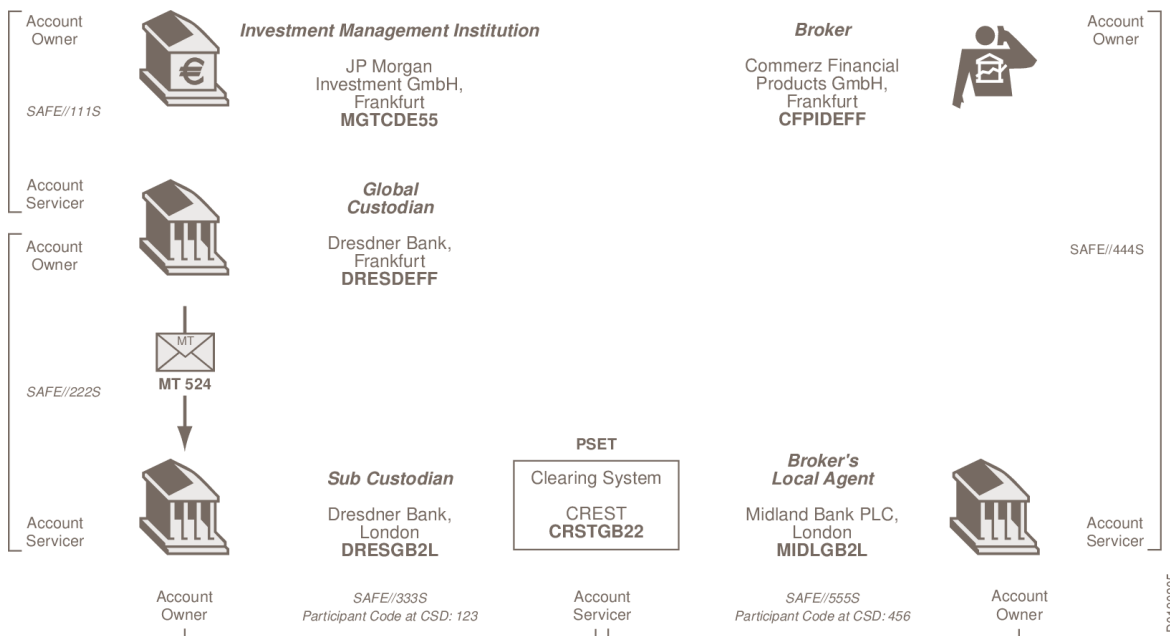 Account
Owner
Investment Management Institution
Broker
Account
Owner
JP Morgan
Investment GmbH,
Frankfurt
MGTCDE55
Commerz Financial
Products GmbH,
Frankfurt
CFPIDEFF
€
SAFE//111S
Account
Servicer
Global
Custodian
Account
Owner
Dresdner Bank,
Frankfurt
DRESDEFF
SAFE//444S
MT
MT 524
SAFE//222S
PSET
Sub Custodian
Clearing System
Broker's
Local Agent
Dresdner Bank,
London
DRESGB2L
CREST
CRSTGB22
Midland Bank PLC,
London
MIDLGB2L
Account
Servicer
Account
Servicer
Account
Owner
SAFE//333S
Participant Code at CSD: 123
Account
Servicer
SAFE//555S
Participant Code at CSD: 456
Account
Owner